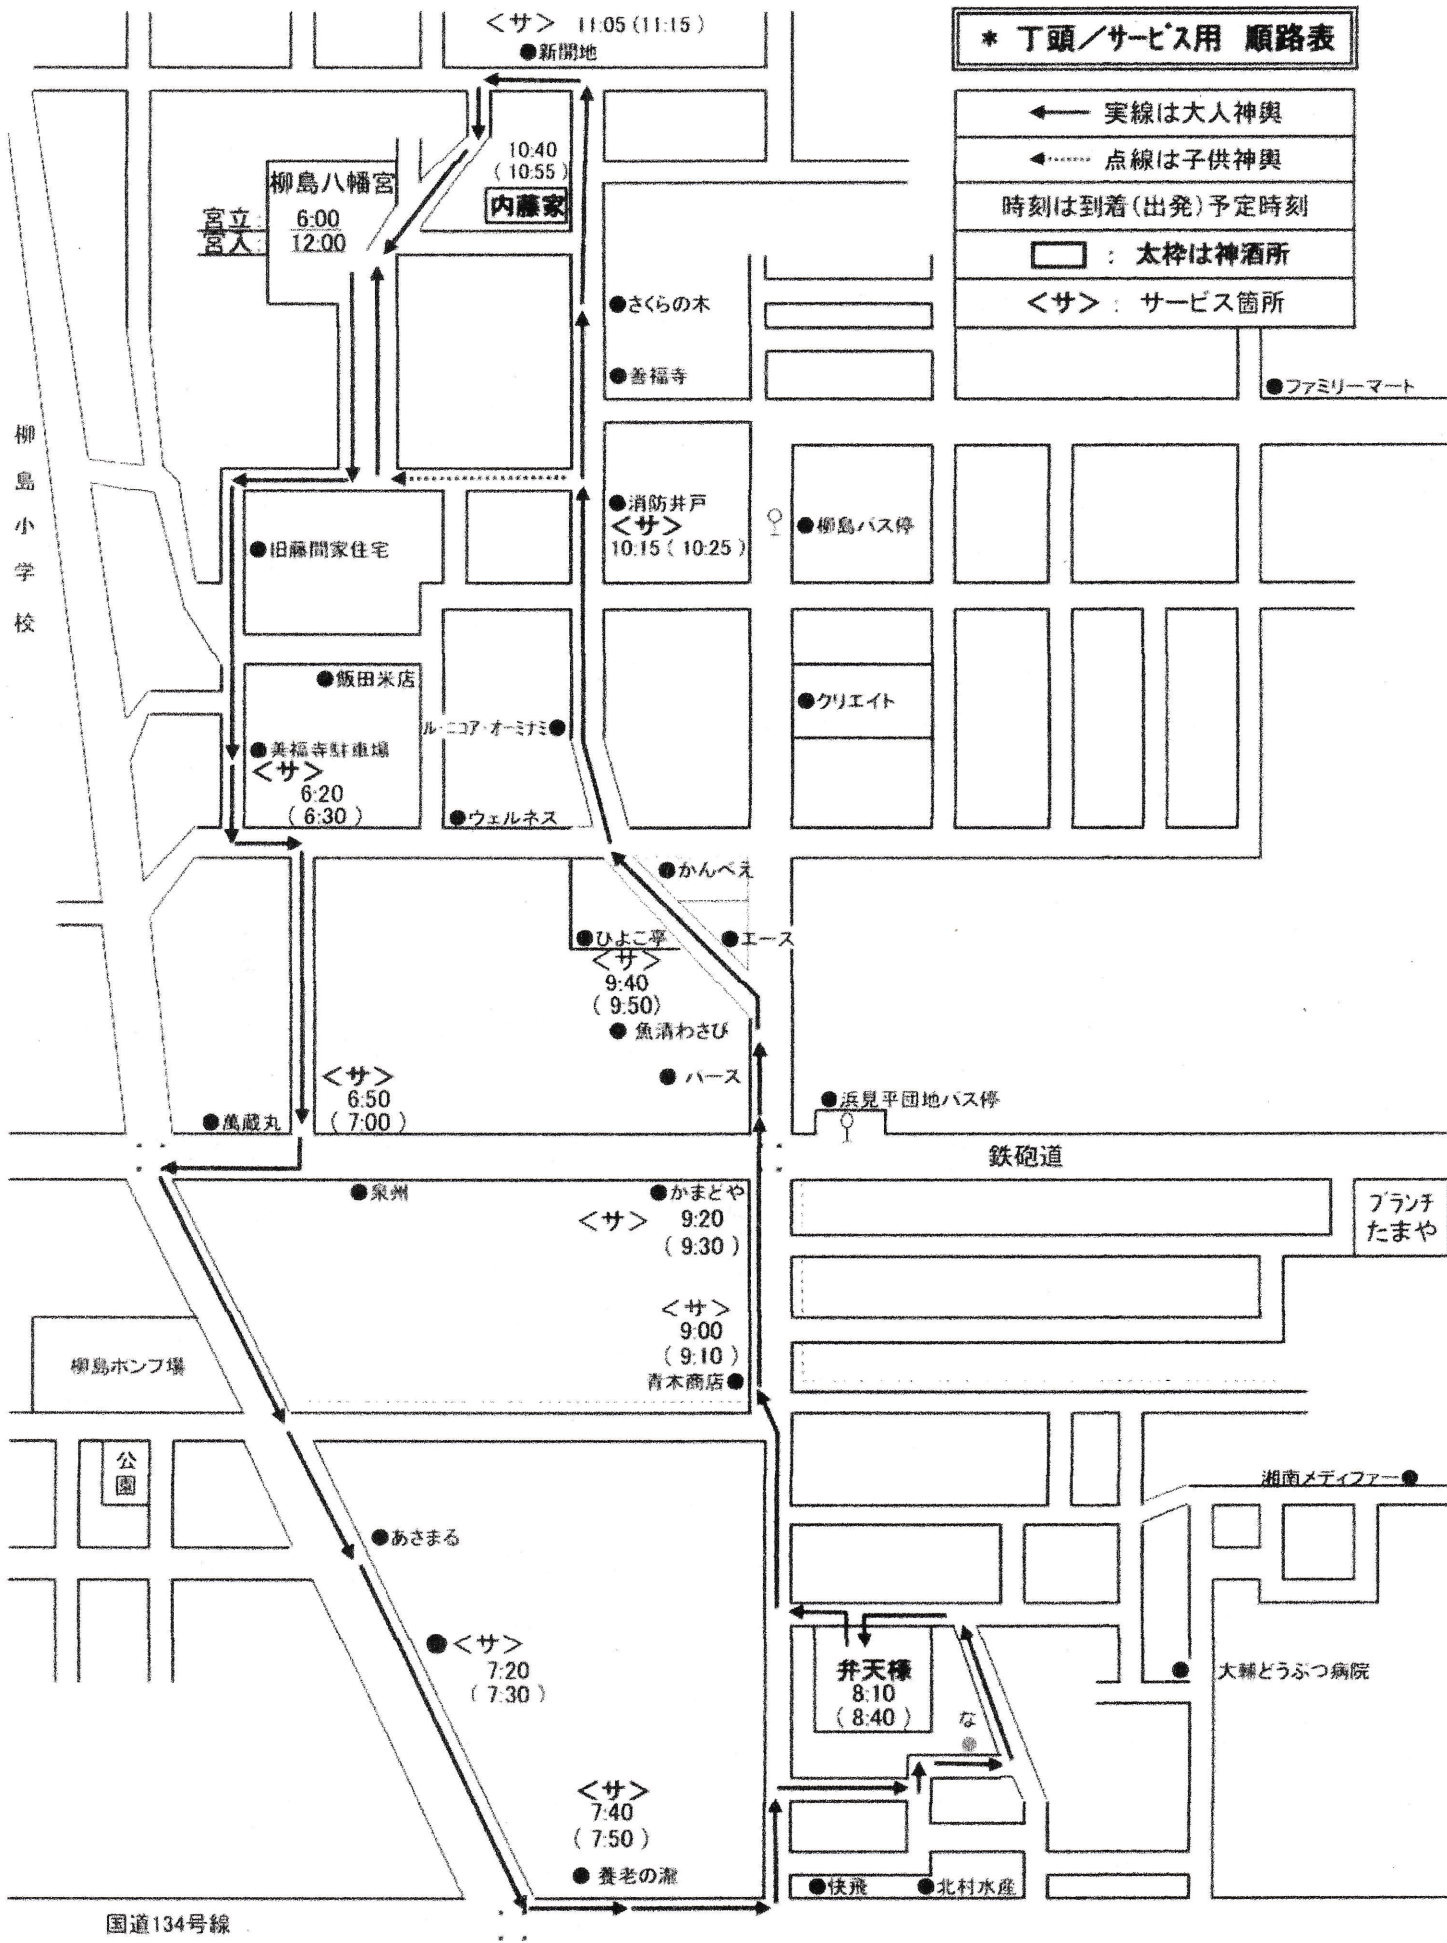 ＜サ＞ 11:05 (11:15 )
●新開地
* 丁頭／サービス用 順路表
実線は大人神輿
点線は子供神輿
時刻は到着(出発)予定時刻
： 太枠は神酒所
＜サ＞： サービス箇所
10:40
( 10:55 )
内藤家
柳島八幡宮
宮立： 6:00
宮入： 12:00
●さくらの木
●善福寺
●ファミリーマート
柳島小学校
●消防井戸
＜サ＞
10:15 ( 10:25 )
●柳島バス停
●旧藤間家住宅
●飯田米店
●クリエイト
ル・ニコア・オーミナミ●
●善福寺駐車場
＜サ＞
6:20
( 6:30 )
●ウェルネス
●かんべえ
●ひよこ亭
●エース
＜サ＞
9:40
( 9:50)
● 魚清わさび
● バース
＜サ＞
6:50
( 7:00 )
●萬蔵丸
●浜見平団地バス停
鉄砲道
●泉州
●かまどや
＜サ＞ 9:20
( 9:30 )
ブランチ
たまや
＜サ＞
9:00
( 9:10 )
青木商店●
柳島ポンプ場
公園
湘南メディファー●
●あさまる
●＜サ＞
7:20
( 7:30 )
弁天様
8:10
( 8:40 )
な
● 大輔どうぶつ病院
＜サ＞
7:40
( 7:50 )
● 養老の瀧
●快飛
●北村水産
国道134号線